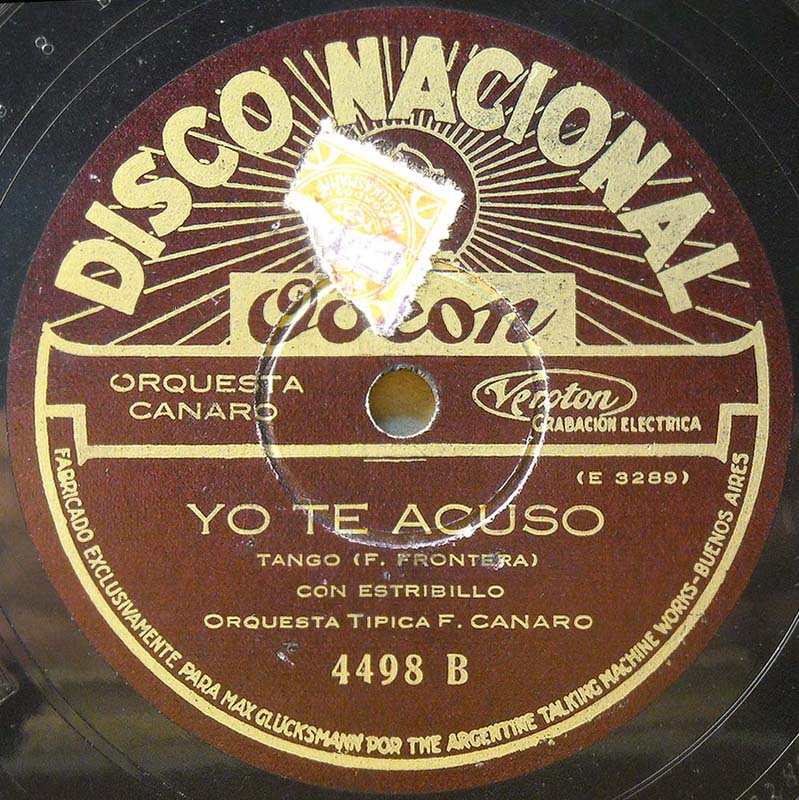 DISCO NACIONAL
Odeon
ORQUESTA
CANARO
Veroton
GRABACIÓN ELECTRICA
(E 3289)
YO TE ACUSO
TANGO (F. FRONTERA)
CON ESTRIBILLO
ORQUESTA TIPICA F. CANARO
4498 B
FABRICADO EXCLUSIVAMENTE PARA MAX GLÜCKSMANN POR THE ARGENTINE TALKING MACHINE WORKS-BUENOS AIRES